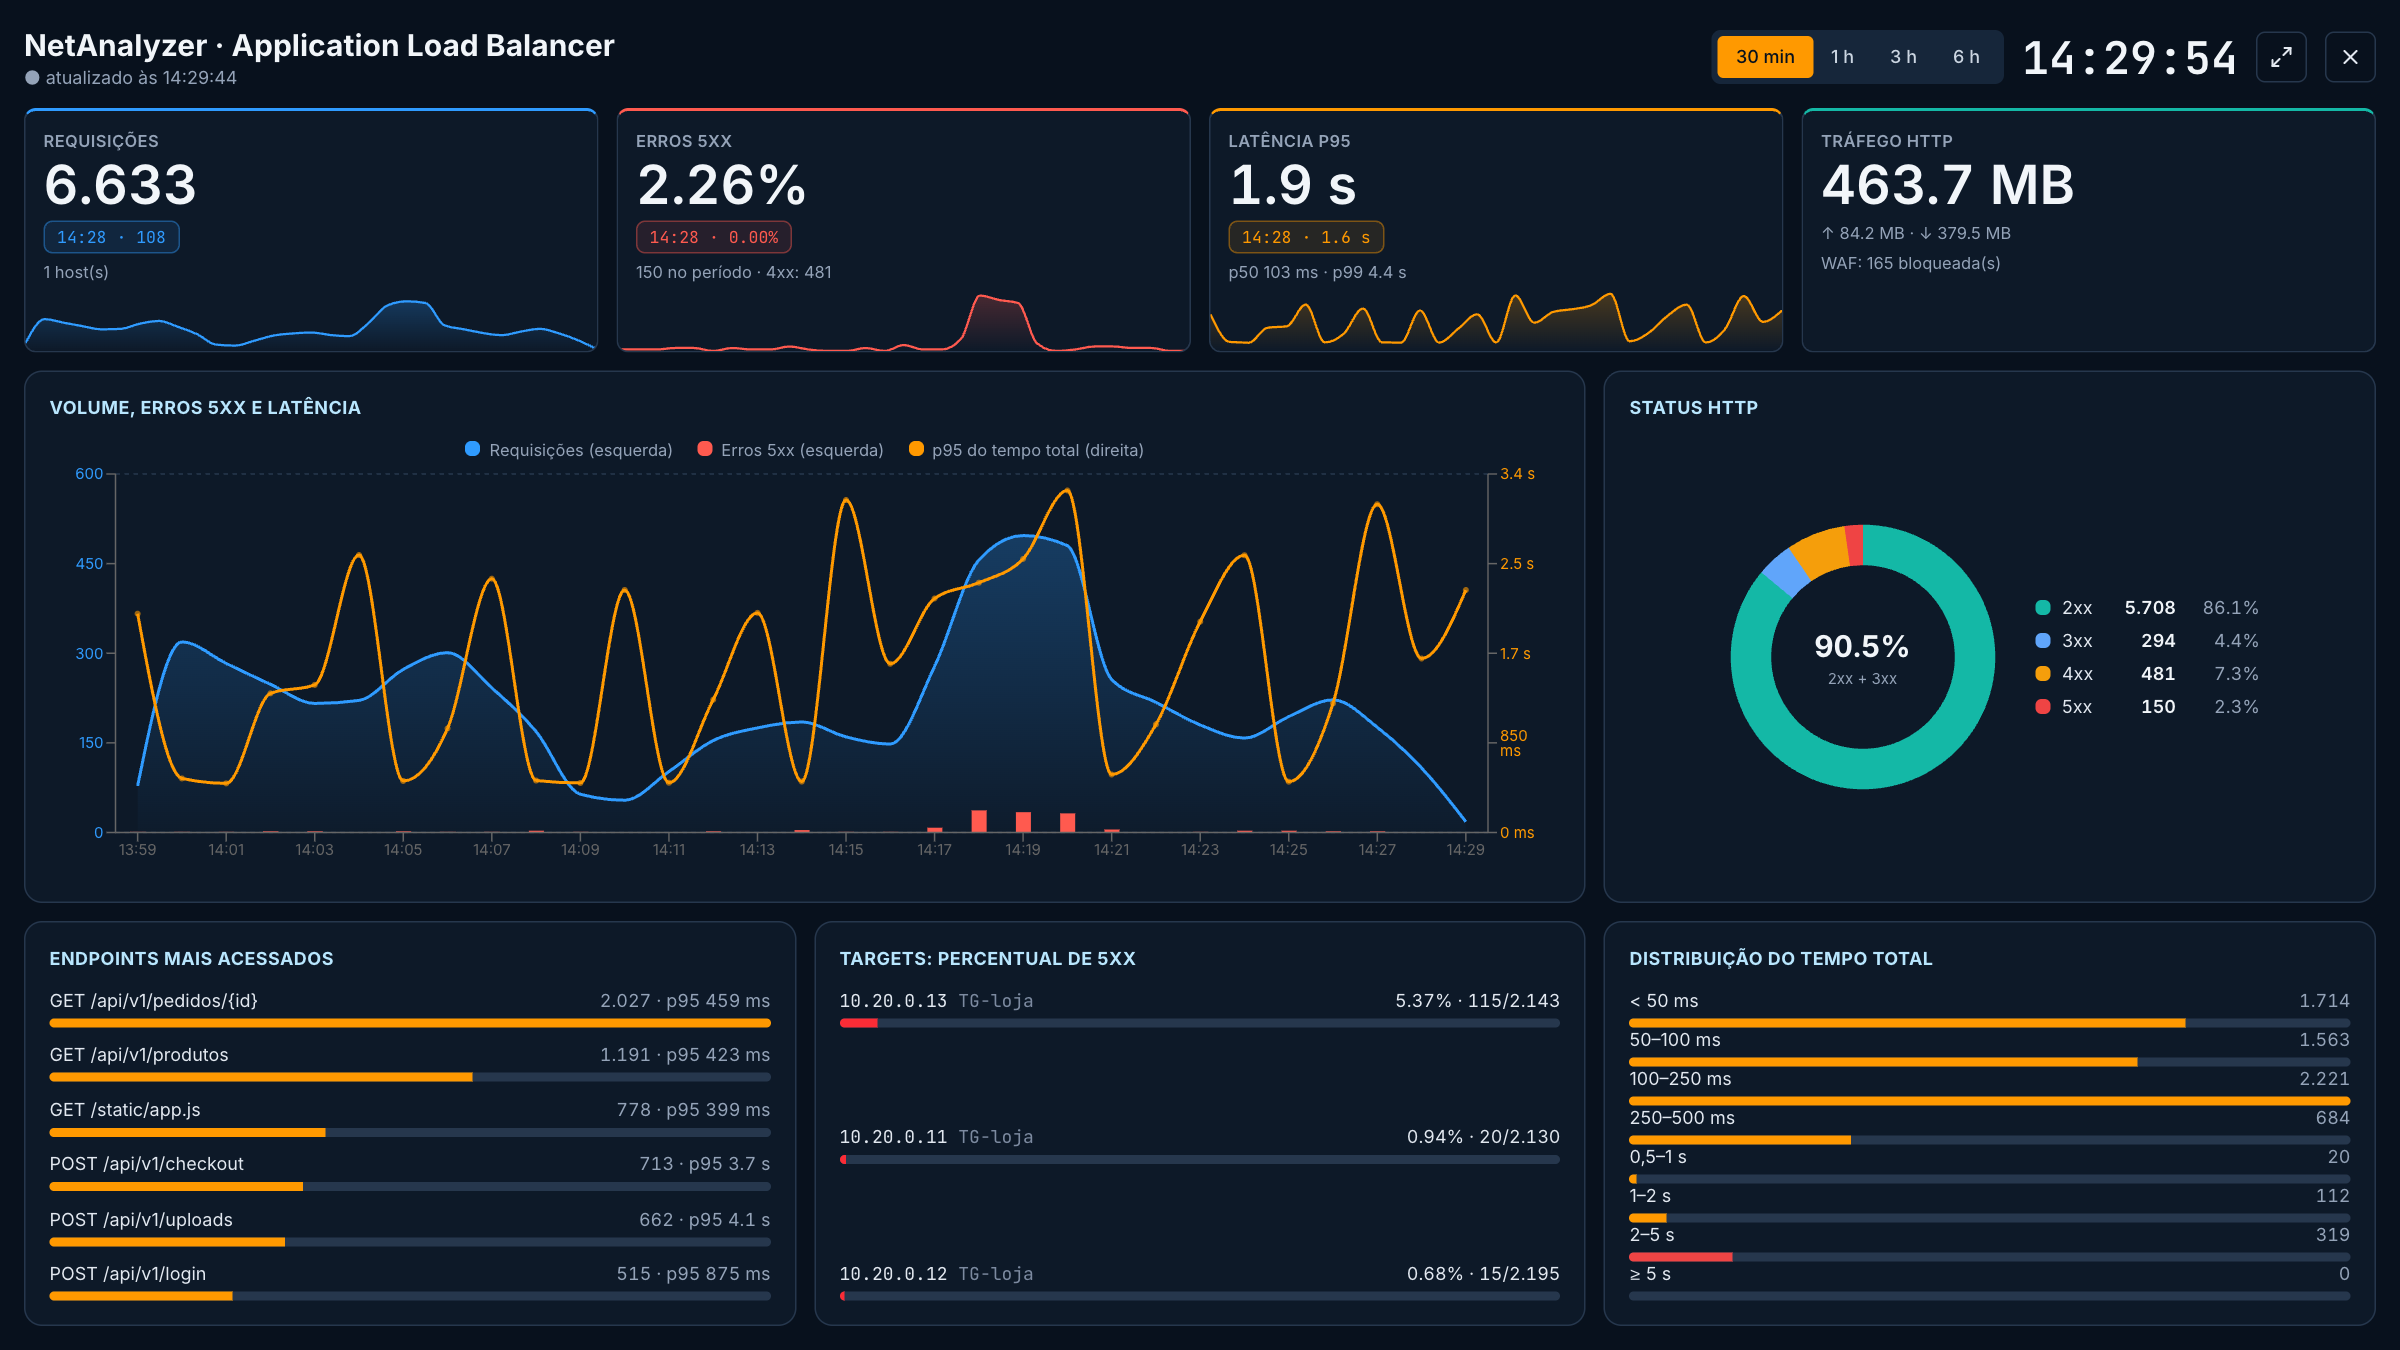 NetAnalyzer · Application Load Balancer
atualizado às 14:29:44
30 min 1 h 3 h 6 h
14:29:54
REQUISIÇÕES
6.633
14:28 · 108
1 host(s)
ERROS 5XX
2.26%
14:28 · 0.00%
150 no período · 4xx: 481
LATÊNCIA P95
1.9 s
14:28 · 1.6 s
p50 103 ms · p99 4.4 s
TRÁFEGO HTTP
463.7 MB
↑ 84.2 MB · ↓ 379.5 MB
WAF: 165 bloqueada(s)
VOLUME, ERROS 5XX E LATÊNCIA
Requisições (esquerda) Erros 5xx (esquerda) p95 do tempo total (direita)
600 3.4 s
450 2.5 s
300 1.7 s
150 850 ms
0 0 ms
13:59 14:01 14:03 14:05 14:07 14:09 14:11 14:13 14:15 14:17 14:19 14:21 14:23 14:25 14:27 14:29
STATUS HTTP
90.5%
2xx + 3xx
2xx 5.708 86.1%
3xx 294 4.4%
4xx 481 7.3%
5xx 150 2.3%
ENDPOINTS MAIS ACESSADOS
GET /api/v1/pedidos/{id} 2.027 · p95 459 ms
GET /api/v1/produtos 1.191 · p95 423 ms
GET /static/app.js 778 · p95 399 ms
POST /api/v1/checkout 713 · p95 3.7 s
POST /api/v1/uploads 662 · p95 4.1 s
POST /api/v1/login 515 · p95 875 ms
TARGETS: PERCENTUAL DE 5XX
10.20.0.13 TG-loja 5.37% · 115/2.143
10.20.0.11 TG-loja 0.94% · 20/2.130
10.20.0.12 TG-loja 0.68% · 15/2.195
DISTRIBUIÇÃO DO TEMPO TOTAL
< 50 ms 1.714
50–100 ms 1.563
100–250 ms 2.221
250–500 ms 684
0,5–1 s 20
1–2 s 112
2–5 s 319
≥ 5 s 0